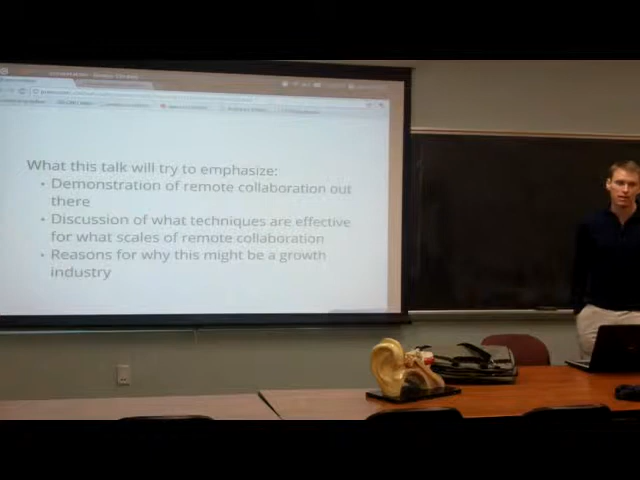 What this talk will try to emphasize:
• Demonstration of remote collaboration out
there
• Discussion of what techniques are effective
for what scales of remote collaboration
• Reasons for why this might be a growth
industry